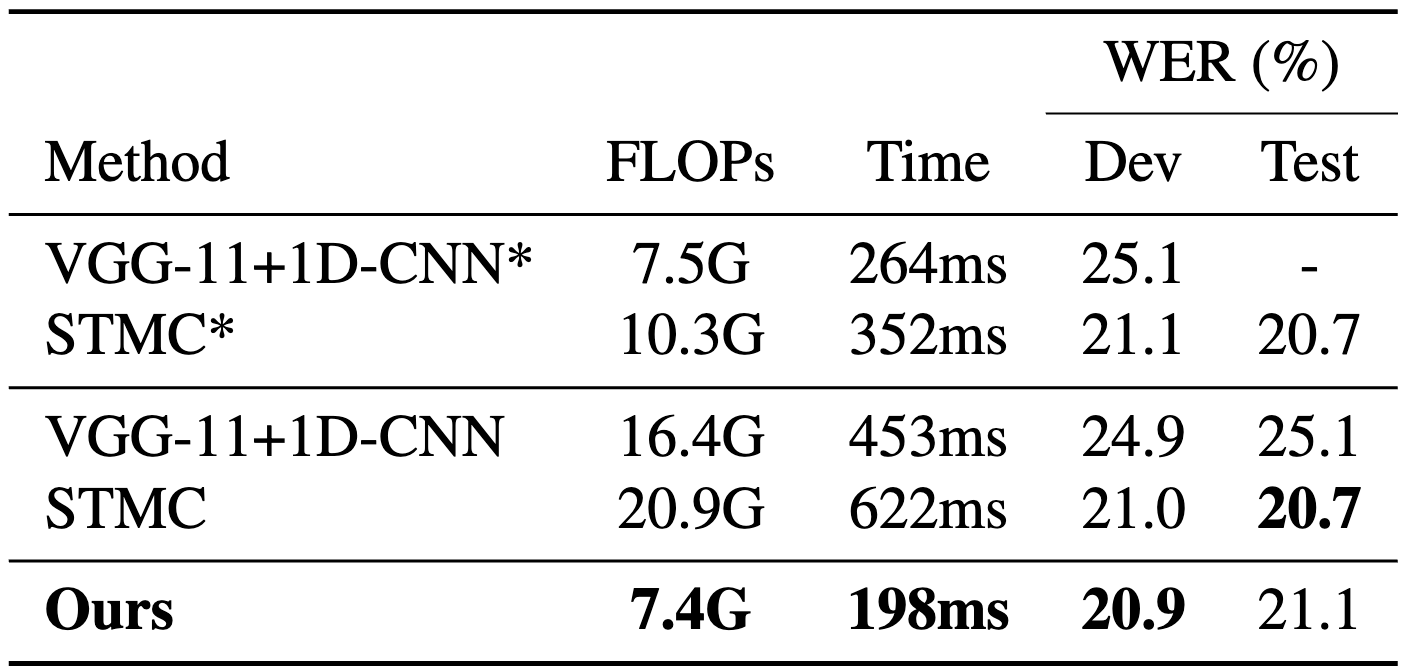 WER (%)
Method FLOPs Time Dev Test
VGG-11+1D-CNN* 7.5G 264ms 25.1 -
STMC* 10.3G 352ms 21.1 20.7
VGG-11+1D-CNN 16.4G 453ms 24.9 25.1
STMC 20.9G 622ms 21.0 20.7
Ours 7.4G 198ms 20.9 21.1